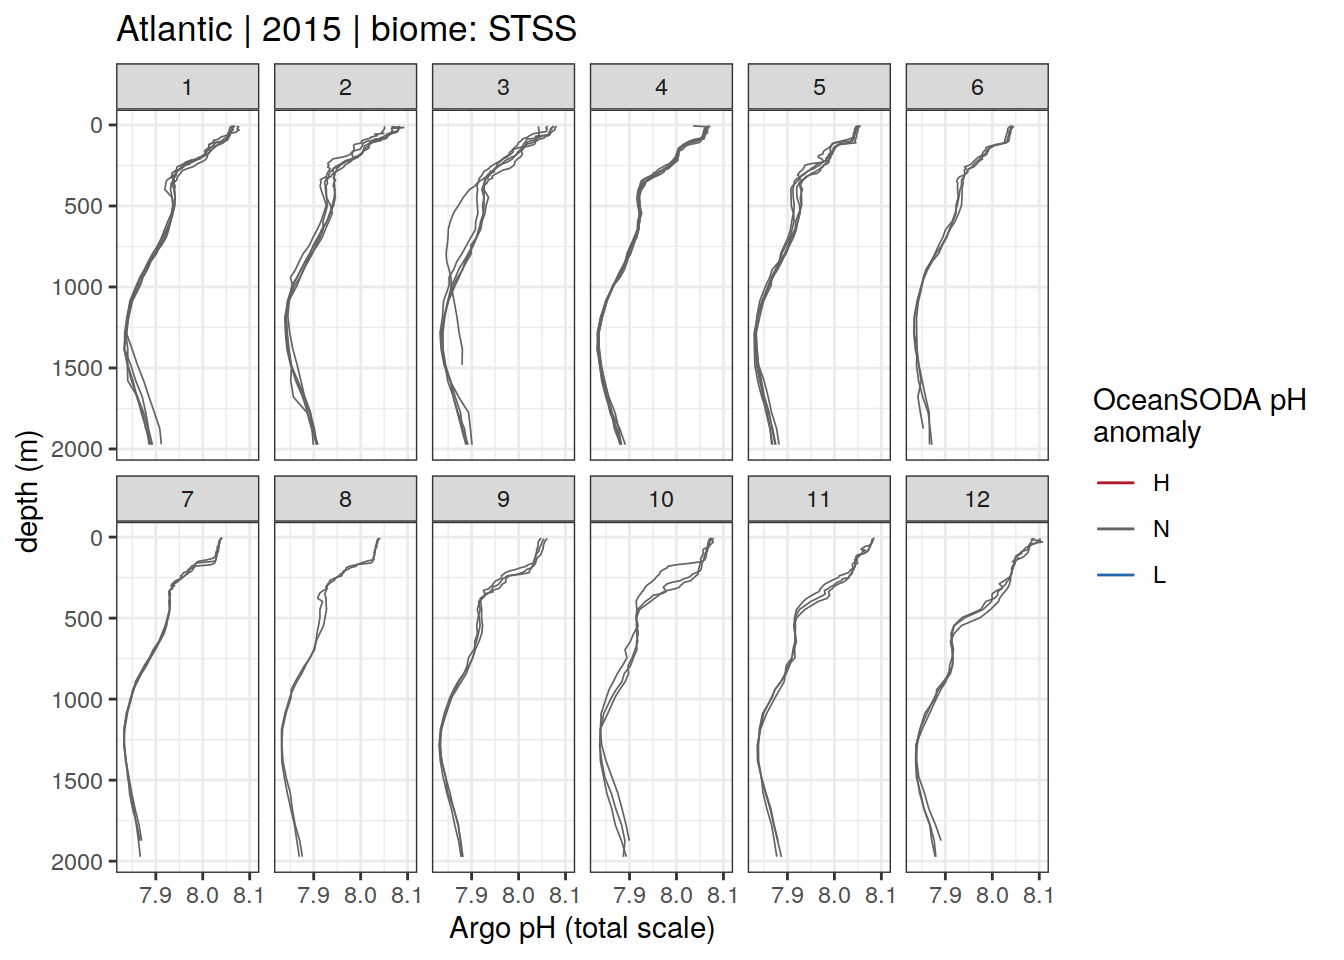 Atlantic | 2015 | biome: STSS
1 2 3 4 5 6
0
500
1000
1500
2000
7 8 9 10 11 12
0
500
1000
1500
2000
7.9 8.0 8.1 7.9 8.0 8.1 7.9 8.0 8.1 7.9 8.0 8.1 7.9 8.0 8.1 7.9 8.0 8.1
Argo pH (total scale)
depth (m)
OceanSODA pH
anomaly
H
N
L